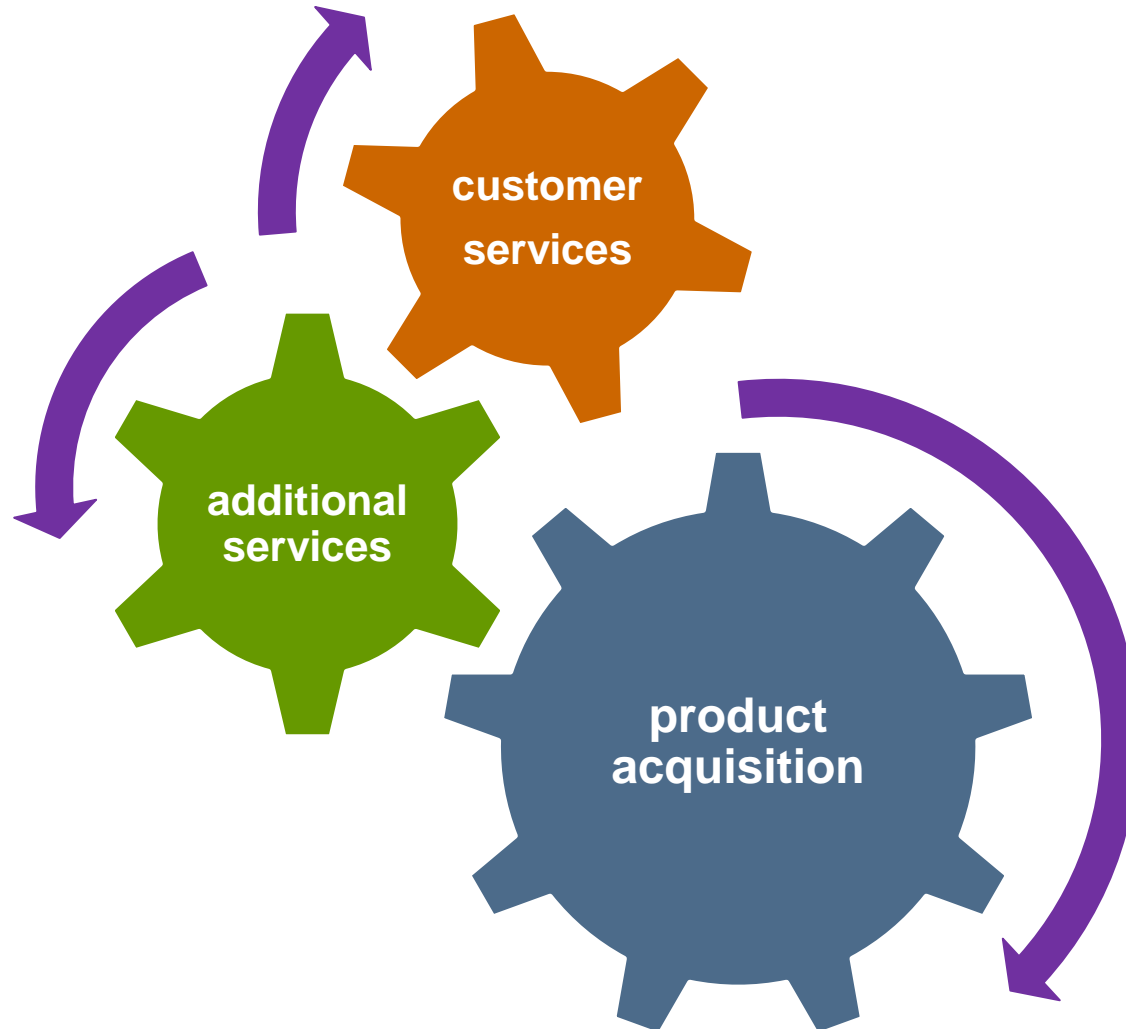 customer
services
additional
services
product
acquisition